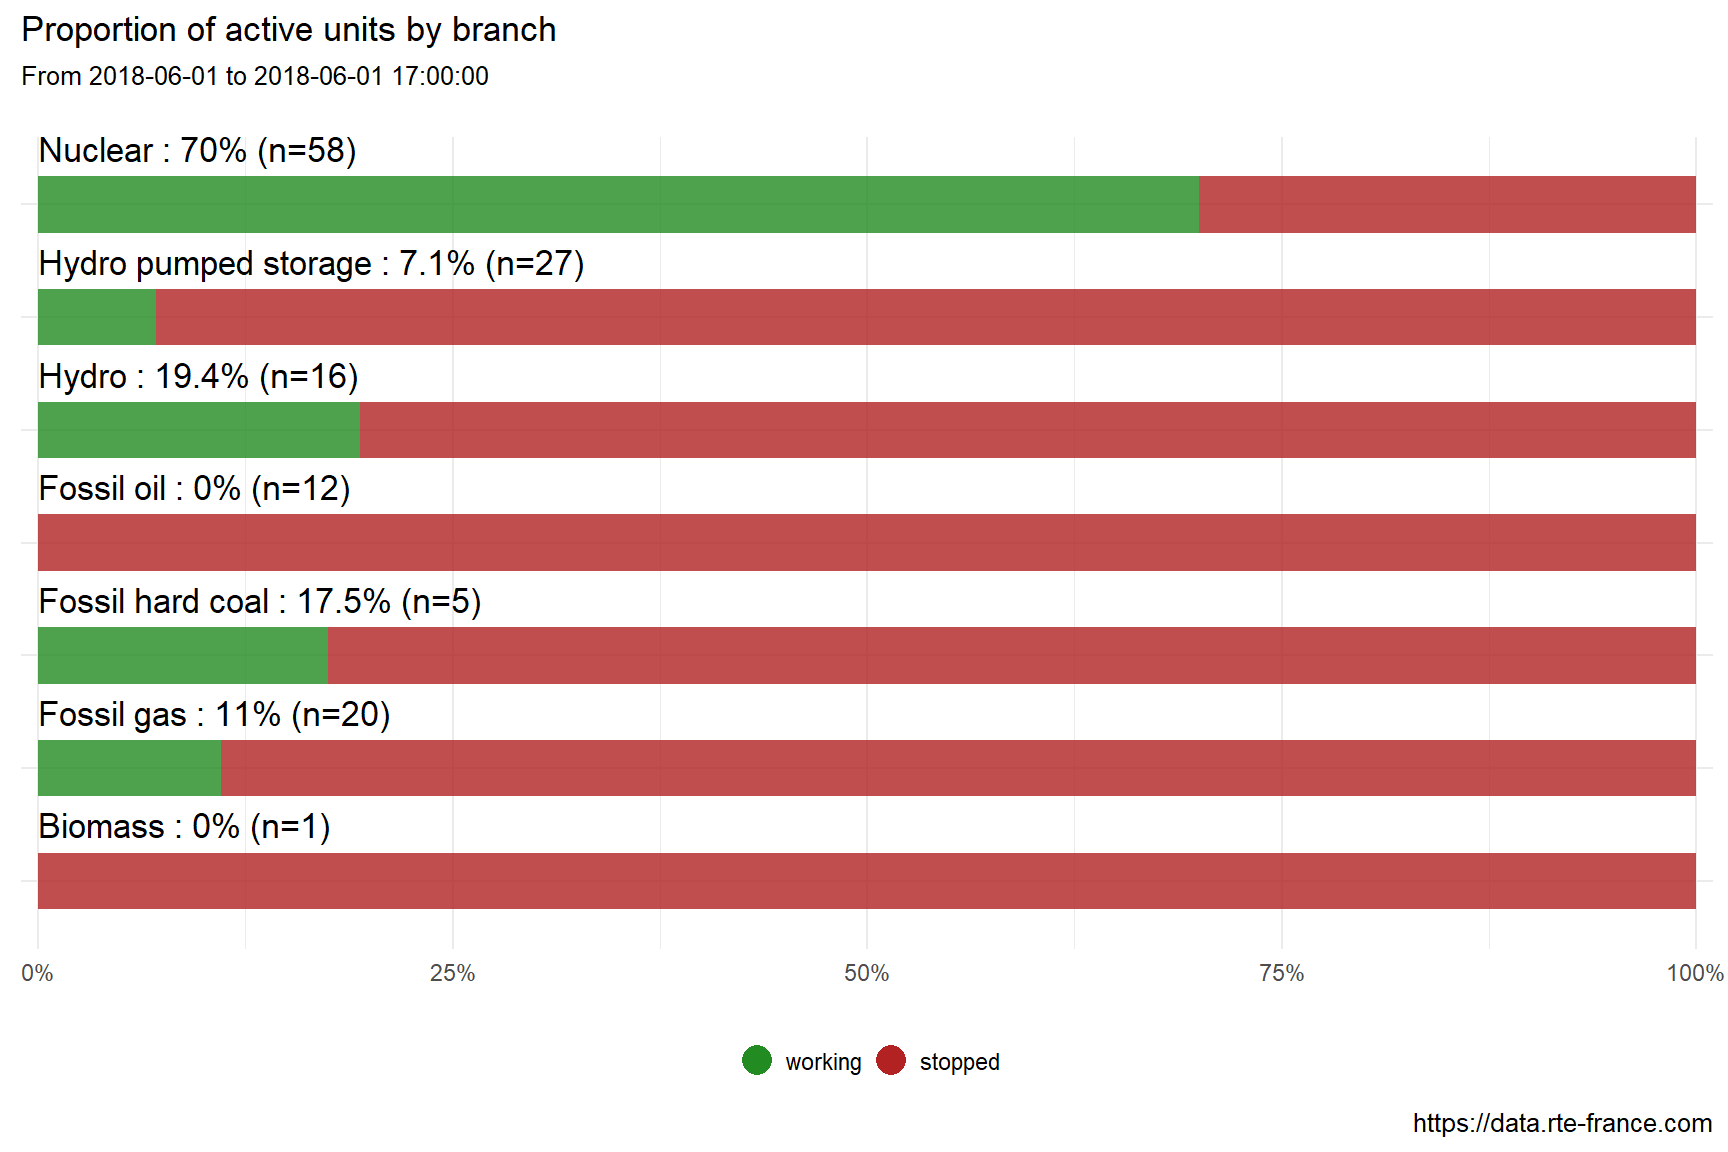 Proportion of active units by branch
From 2018-06-01 to 2018-06-01 17:00:00
Nuclear : 70% (n=58)
Hydro pumped storage : 7.1% (n=27)
Hydro : 19.4% (n=16)
Fossil oil : 0% (n=12)
Fossil hard coal : 17.5% (n=5)
Fossil gas : 11% (n=20)
Biomass : 0% (n=1)
0% 25% 50% 75% 100%
working stopped
https://data.rte-france.com